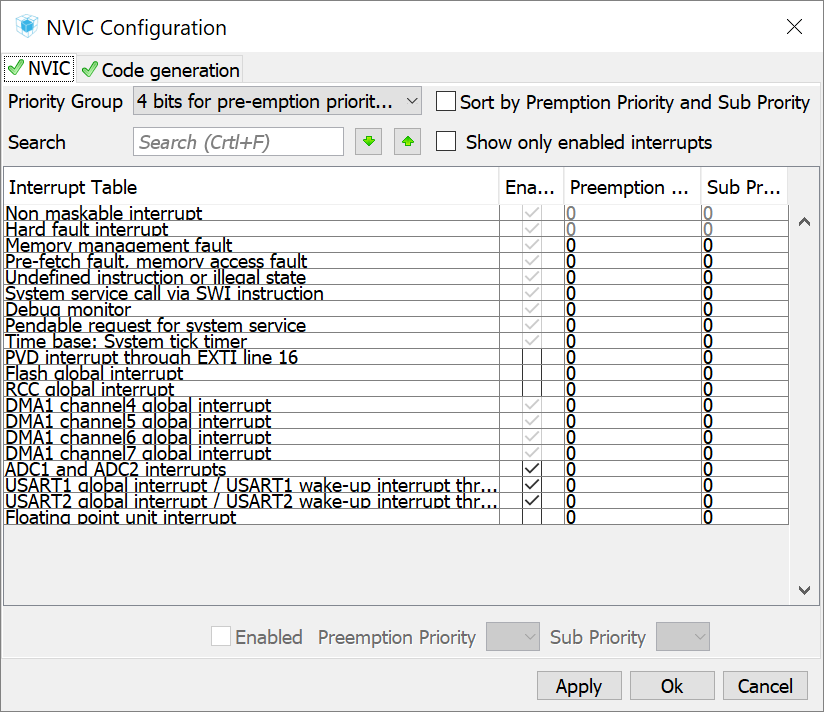 NVIC Configuration
NVIC Code generation
Priority Group 4 bits for pre-emption priorit... Sort by Premption Priority and Sub Prority
Search Search (Crtl+F) Show only enabled interrupts
Interrupt Table Ena... Preemption ... Sub Pr...
Non maskable interrupt 0 0
Hard fault interrupt 0 0
Memory management fault 0 0
Pre-fetch fault, memory access fault 0 0
Undefined instruction or illegal state 0 0
System service call via SWI instruction 0 0
Debug monitor 0 0
Pendable request for system service 0 0
Time base: System tick timer 0 0
PVD interrupt through EXTI line 16 0 0
Flash global interrupt 0 0
RCC global interrupt 0 0
DMA1 channel4 global interrupt 0 0
DMA1 channel5 global interrupt 0 0
DMA1 channel6 global interrupt 0 0
DMA1 channel7 global interrupt 0 0
ADC1 and ADC2 interrupts 0 0
USART1 global interrupt / USART1 wake-up interrupt thr... 0 0
USART2 global interrupt / USART2 wake-up interrupt thr... 0 0
Floating point unit interrupt 0 0
Enabled Preemption Priority Sub Priority
Apply Ok Cancel